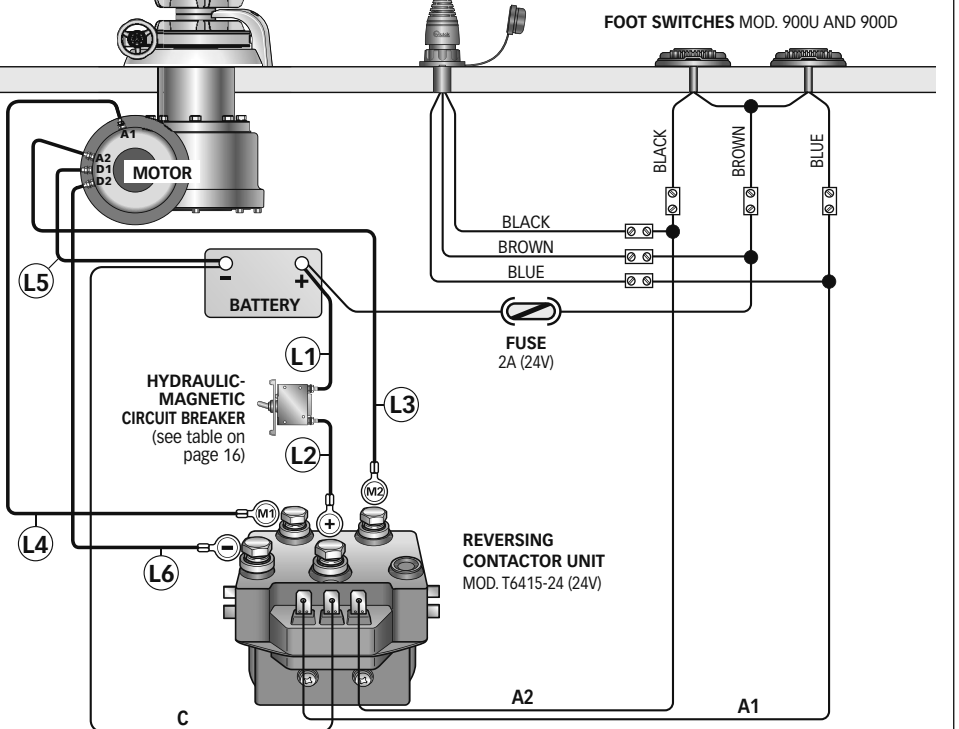 FOOT SWITCHES MOD. 900U AND 900D
A1
A2
D1
D2
MOTOR
BLACK
BROWN
BLUE
BLACK
BROWN
BLUE
L5
-
+
BATTERY
FUSE
2A (24V)
L1
HYDRAULIC-
MAGNETIC
CIRCUIT BREAKER
(see table on
page 16)
L3
L2
M2
M1
+
L4
-
L6
REVERSING
CONTACTOR UNIT
MOD. T6415-24 (24V)
A2
A1
C